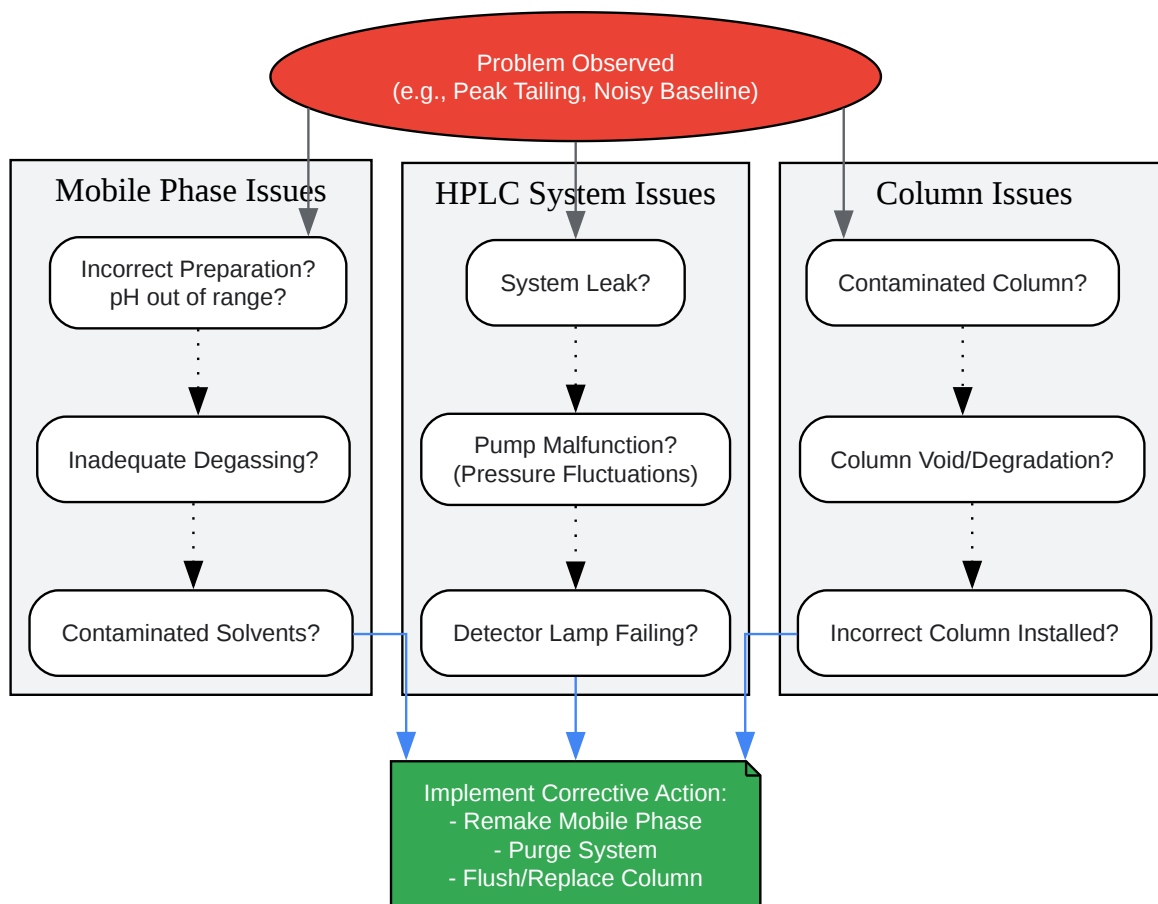 Problem Observed
(e.g., Peak Tailing, Noisy Baseline)
Mobile Phase Issues
Incorrect Preparation?
pH out of range?
Inadequate Degassing?
Contaminated Solvents?
HPLC System Issues
System Leak?
Pump Malfunction?
(Pressure Fluctuations)
Detector Lamp Failing?
Column Issues
Contaminated Column?
Column Void/Degradation?
Incorrect Column Installed?
Implement Corrective Action:
- Remake Mobile Phase
- Purge System
- Flush/Replace Column